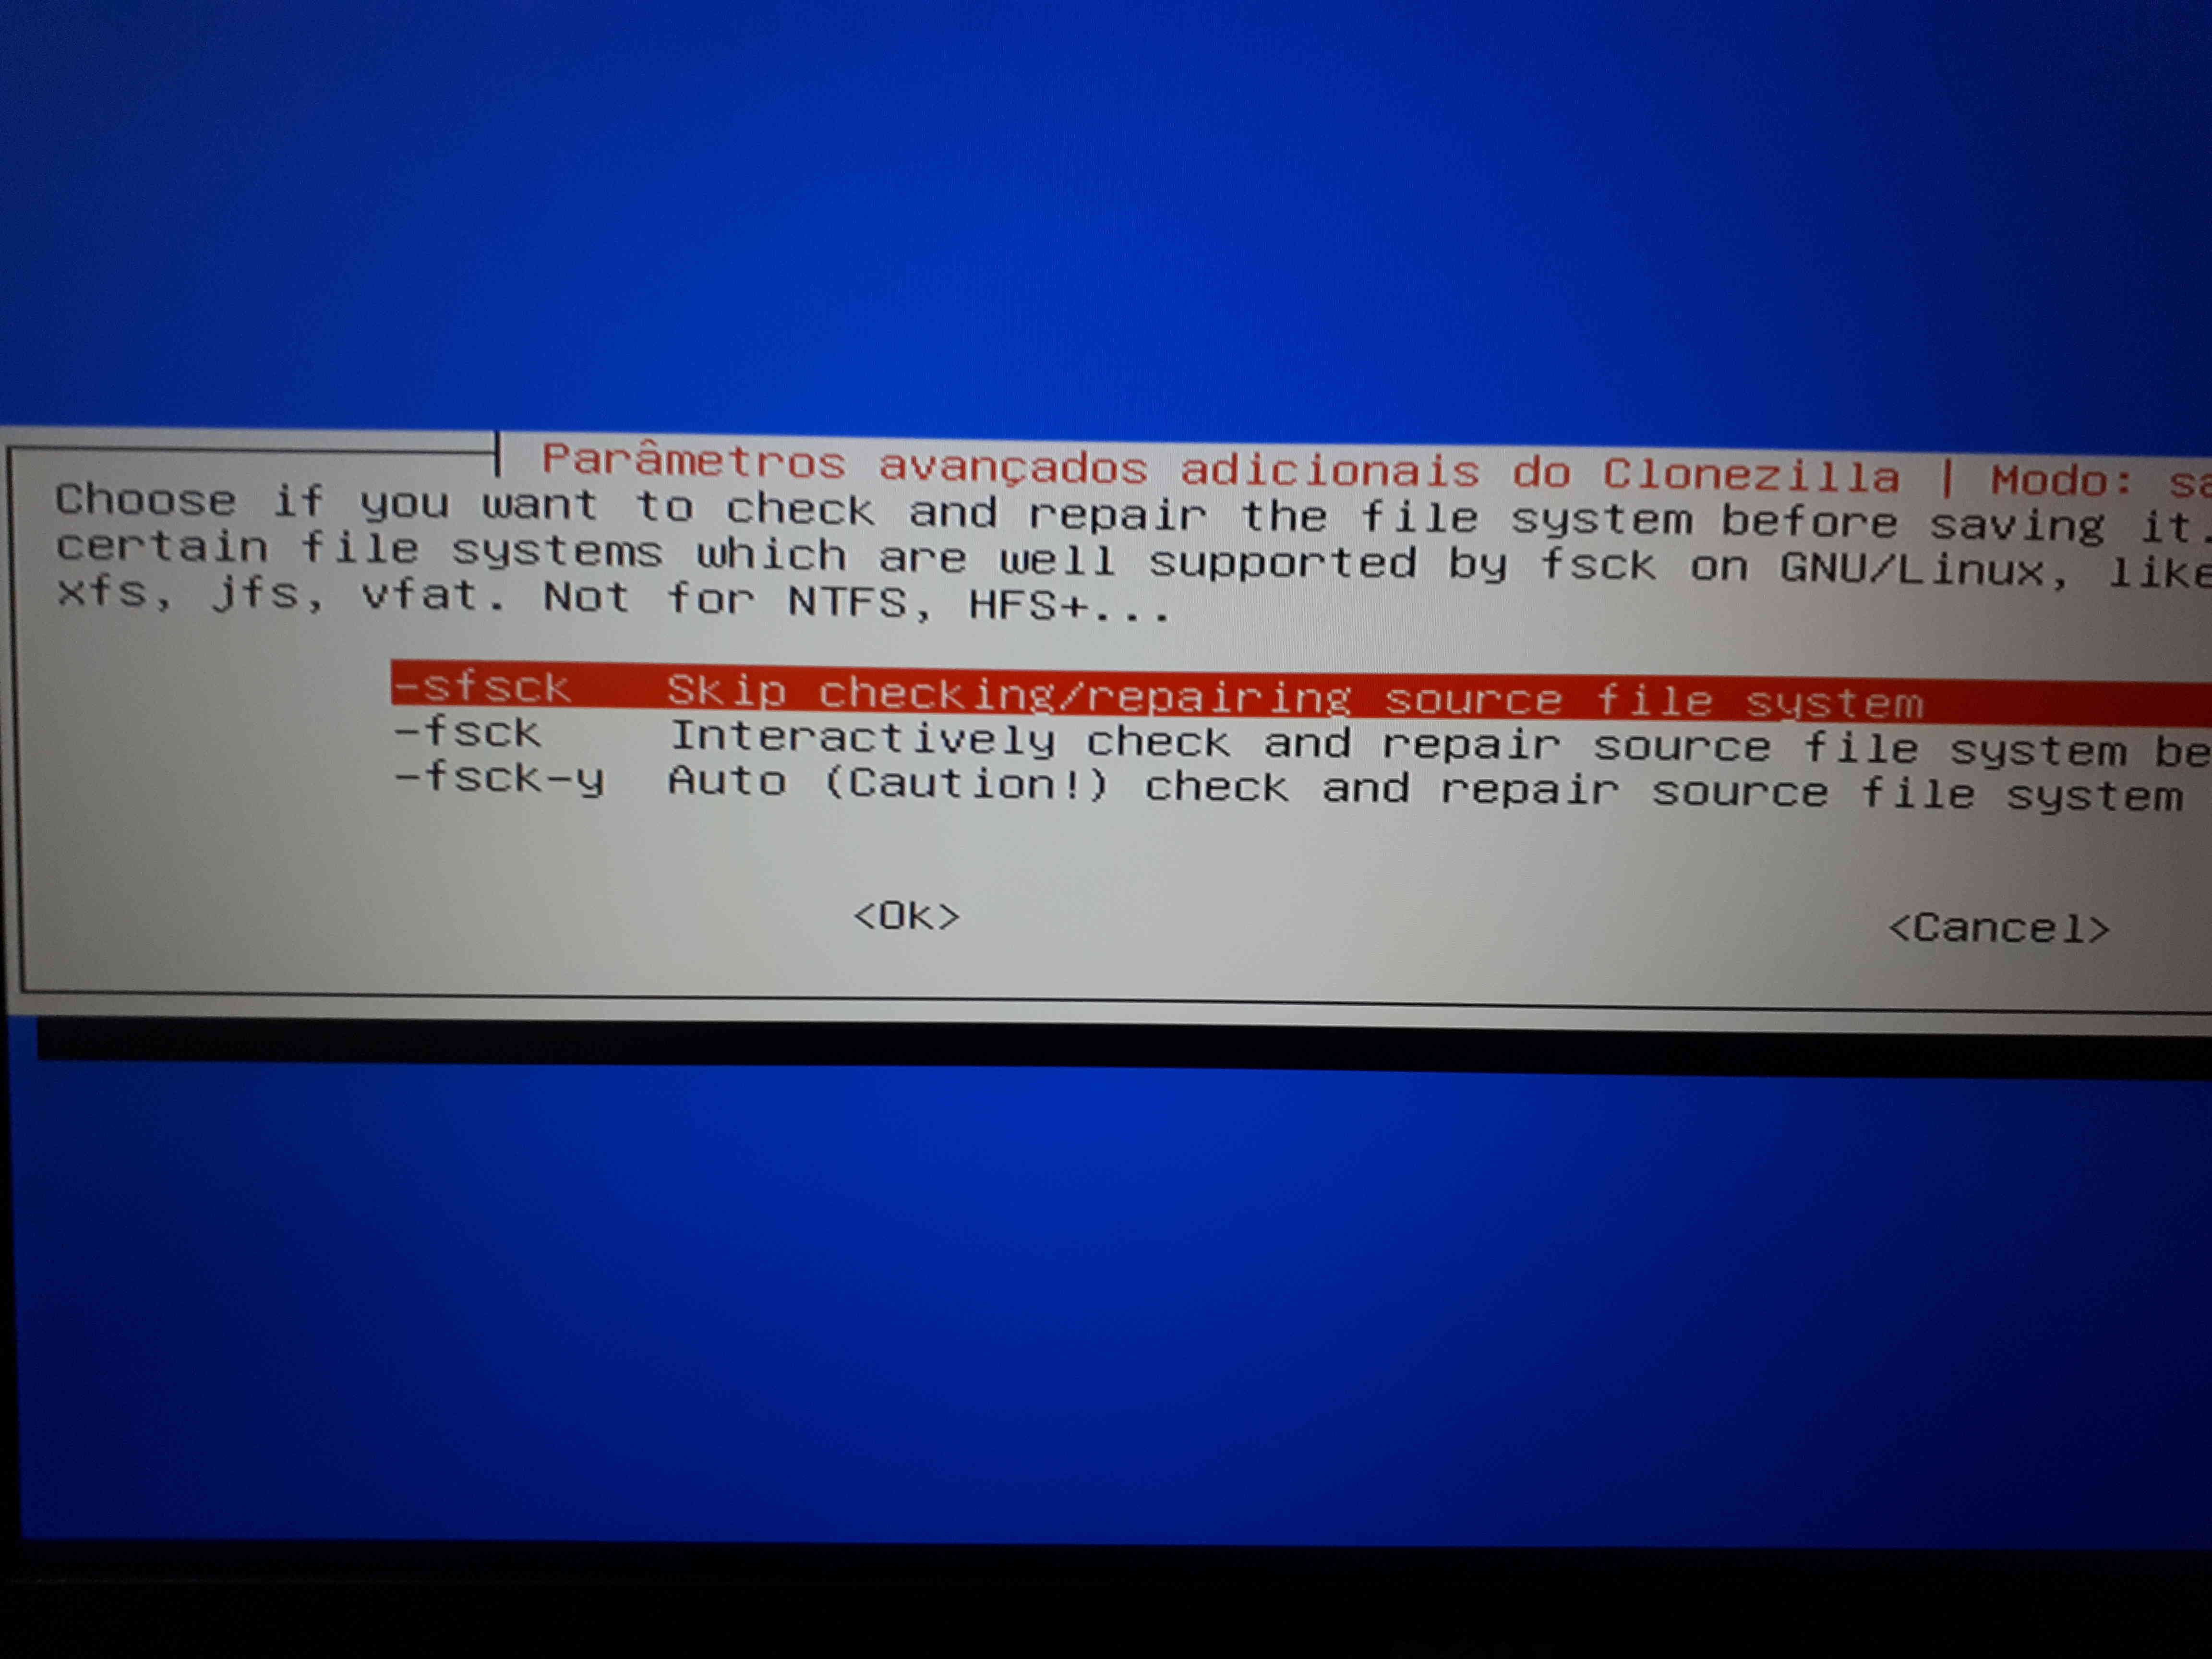 Parâmetros avançados adicionais do Clonezilla | Modo:
Choose if you want to check and repair the file system before saving it.
certain file systems which are well supported by fsck on GNU/Linux, like
xfs, jfs, vfat. Not for NTFS, HFS+...
-sfsck Skip checking/repairing source file system
-fsck Interactively check and repair source file system
-fsck-y Auto (Caution!) check and repair source file system
<Ok> <Cancel>